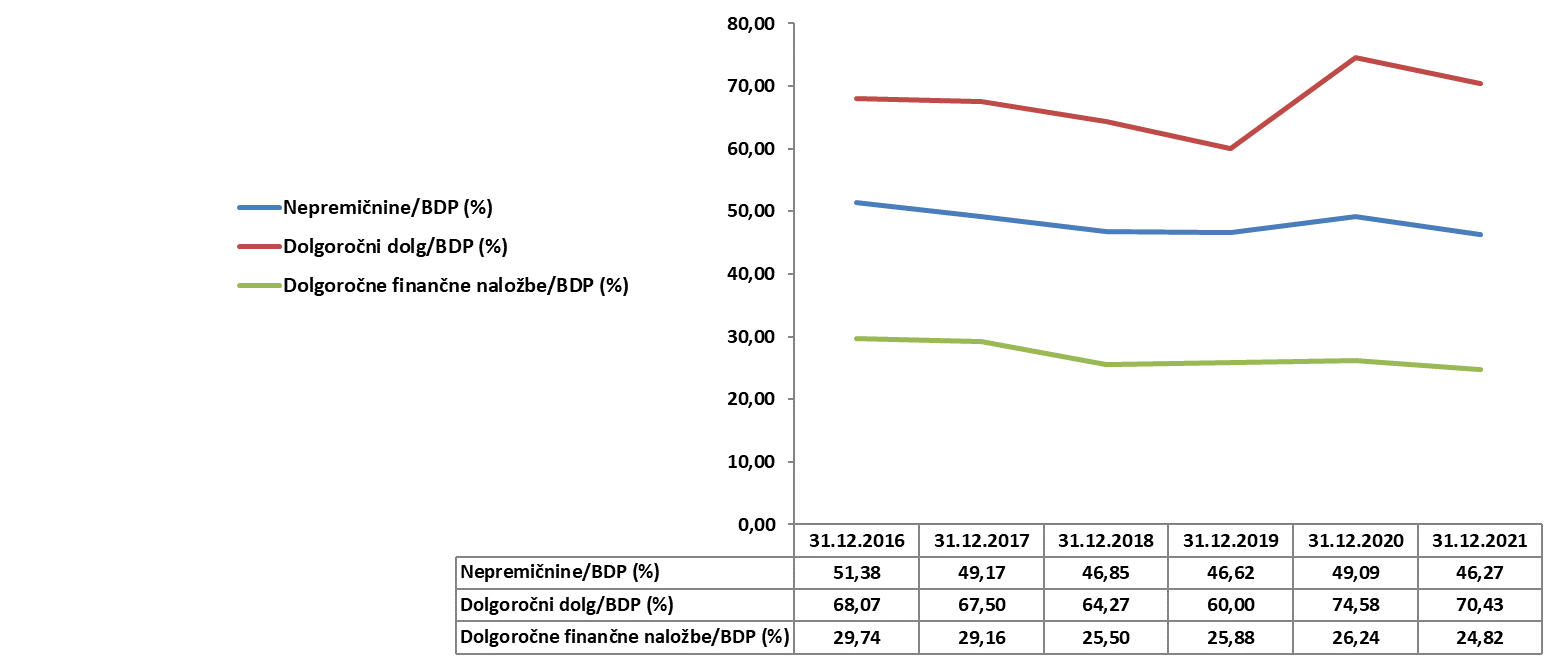 80,00
70,00
60,00
50,00
40,00
30,00
20,00
10,00
0,00
Nepremičnine/BDP (%)
Dolgoročni dolg/BDP (%)
Dolgoročne finančne naložbe/BDP (%)
31.12.2016 31.12.2017 31.12.2018 31.12.2019 31.12.2020 31.12.2021
Nepremičnine/BDP (%) 51,38 49,17 46,85 46,62 49,09 46,27
Dolgoročni dolg/BDP (%) 68,07 67,50 64,27 60,00 74,58 70,43
Dolgoročne finančne naložbe/BDP (%) 29,74 29,16 25,50 25,88 26,24 24,82